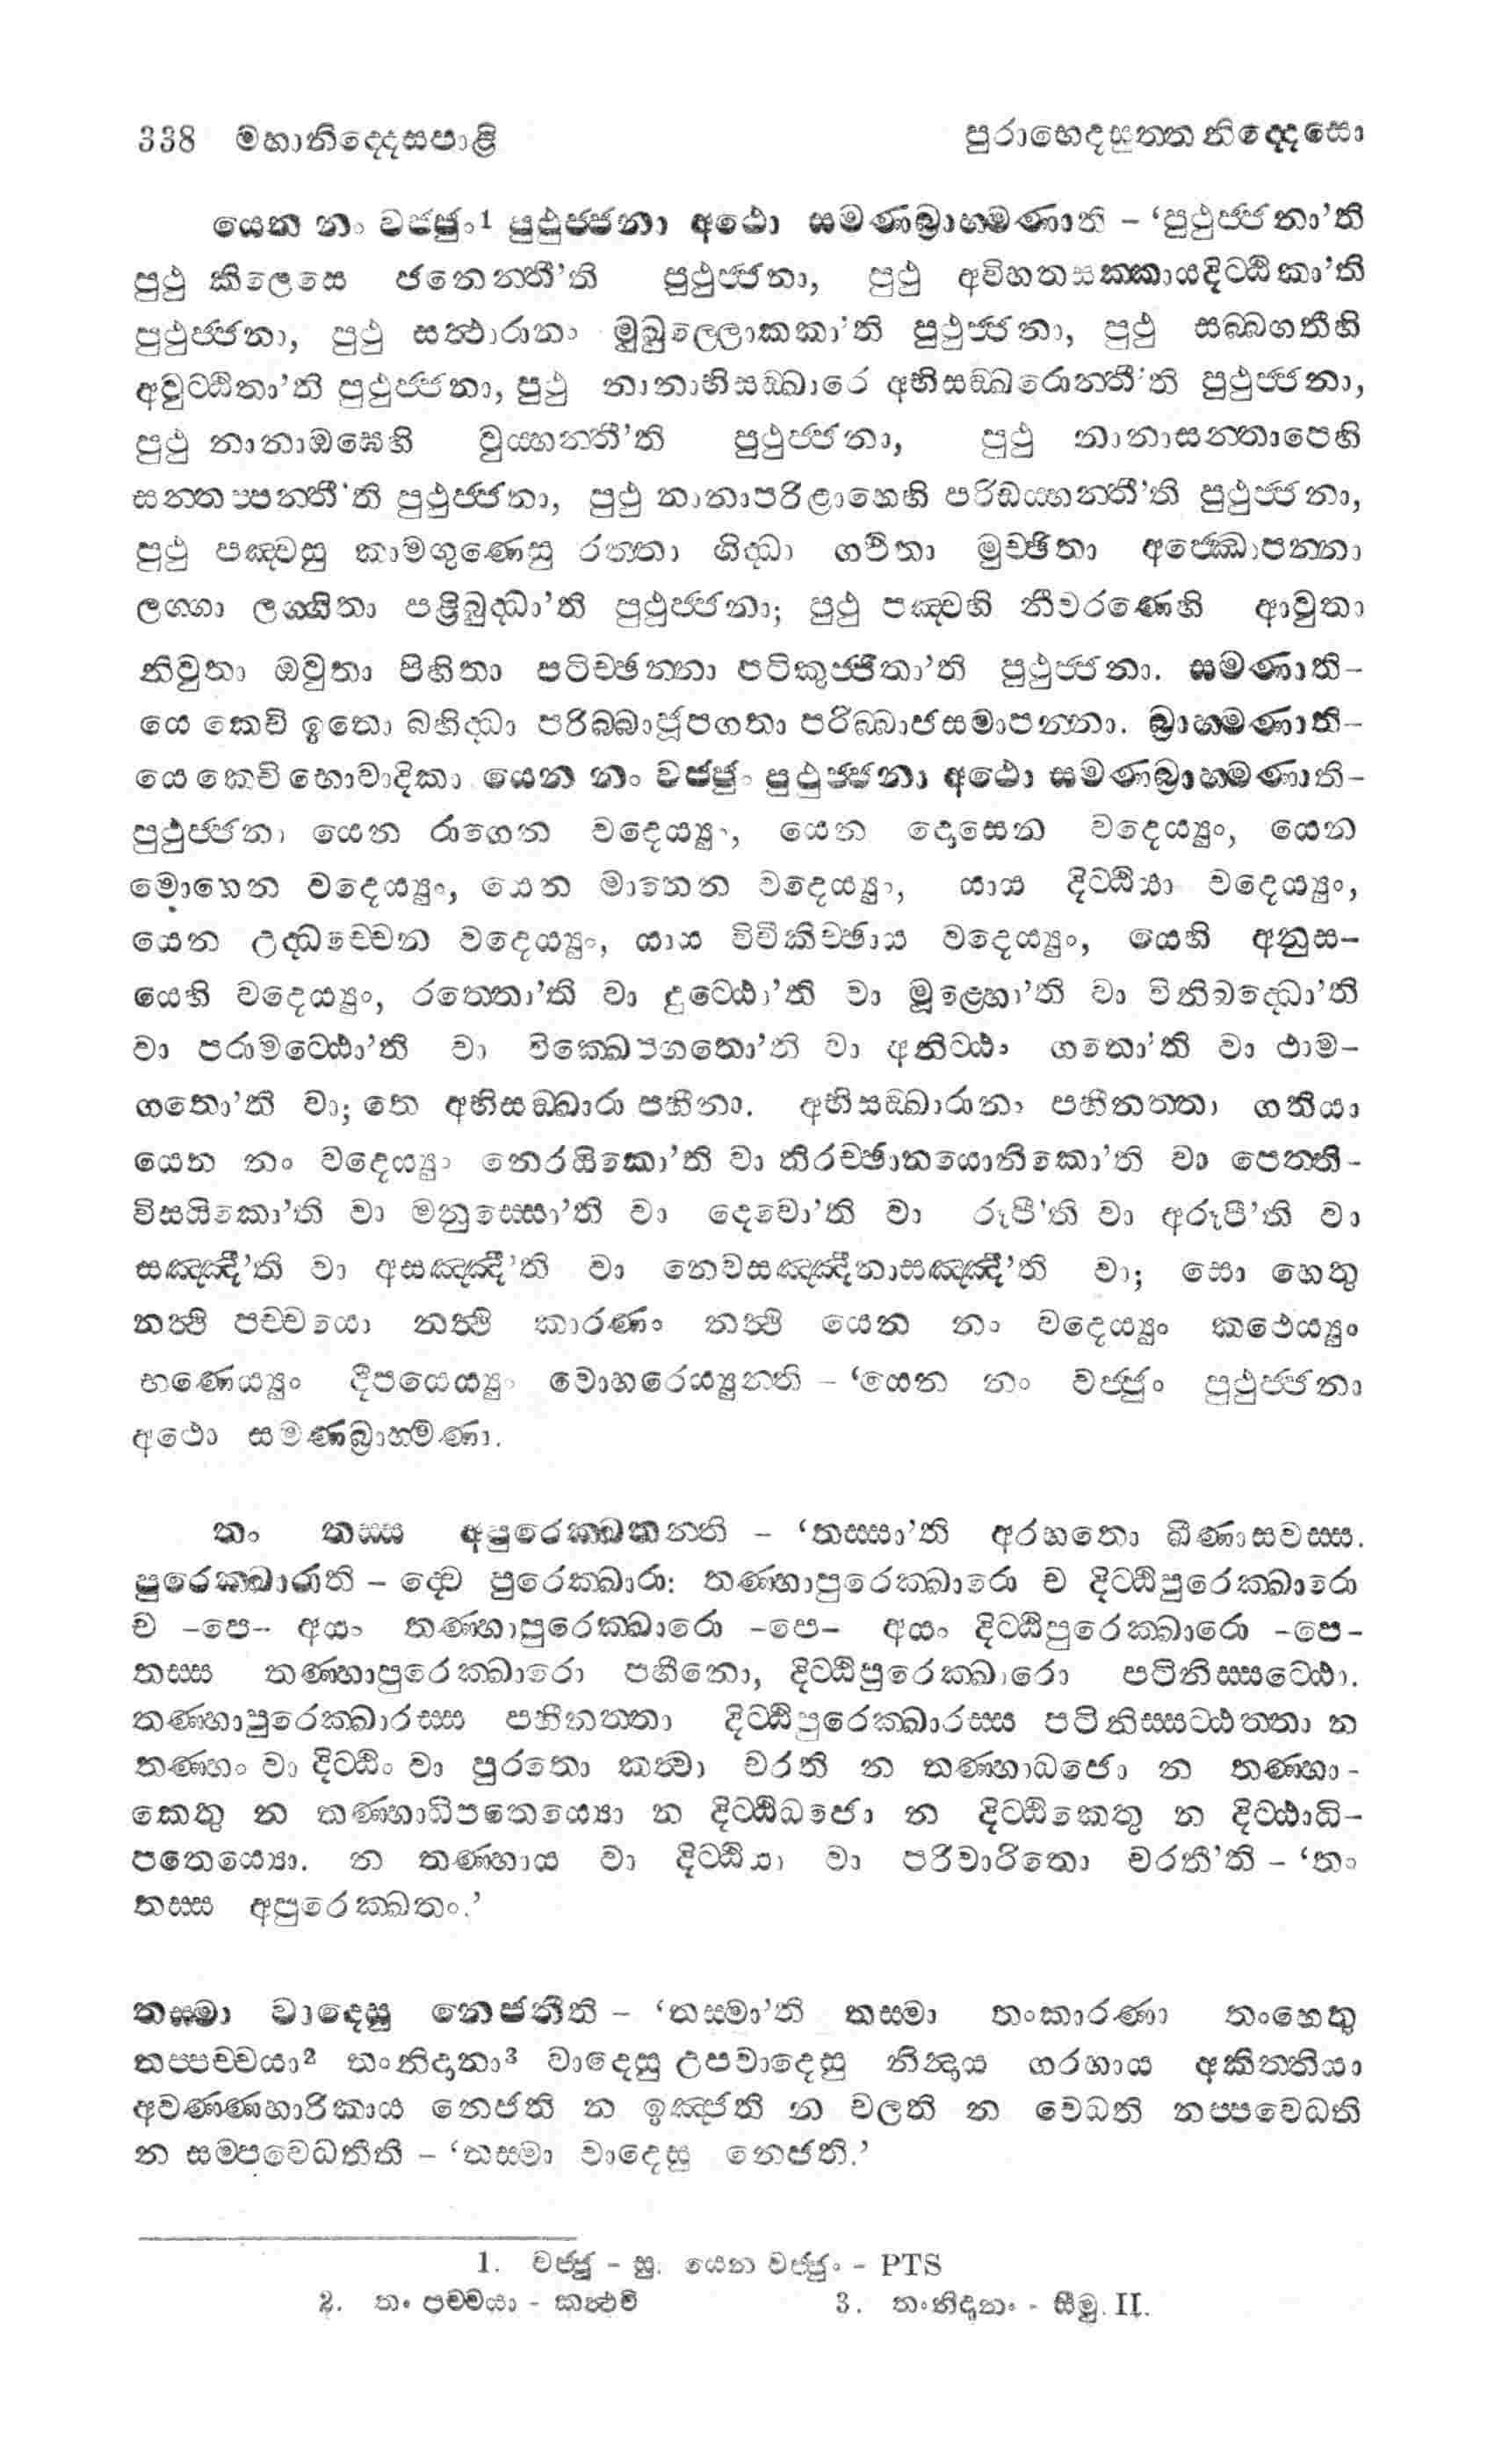 338 මහානිද්දෙසපාළි
පුරාභෙදසුත්ත නිද්දෙසො
යෙන නං වජ්ජුං¹ පුථුජ්ජනා අථො සමණබ්‍රාහ්මණාති – ‘පුථුජ්ජනා’ති
පුථු කිලෙසෙ ජනෙන්තී’ති පුථුජ්ජනා, පුථු අවිහතසක්කායදිට්ඨිකා’ති
පුථුජ්ජනා, පුථු සත්ථාරානං මුඛුල්ලොකකා’ති පුථුජ්ජනා, පුථු සබ්බගතීහි
අවුට්ඨිතා’ති පුථුජ්ජනා, පුථු නානාභිසඞ්ඛාරෙ අභිසඞ්ඛරොන්තී’ති පුථුජ්ජනා,
පුථු නානාඔඝෙහි වුය්හන්තී’ති පුථුජ්ජනා, පුථු නානාසන්තාපෙහි
සන්තප්පන්තී’ති පුථුජ්ජනා, පුථු නානාපරිළාහෙහි පරිඩය්හන්තී’ති පුථුජ්ජනා,
පුථු පඤ්චසු කාමගුණෙසු රත්තා ගිද්ධා ගථිතා මුච්ඡිතා අජ්ඣොපන්නා
ලග්ගා ලග්ගිතා පළිබුද්ධා’ති පුථුජ්ජනා; පුථු පඤ්චහි නීවරණෙහි ආවුතා
නිවුතා ඔවුතා පිහිතා පටිච්ඡන්නා පටිකුජ්ජිතා’ති පුථුජ්ජනා. සමණාති–
යෙ කෙචි ඉතො බහිද්ධා පරිබ්බාජූපගතා පරිබ්බාජසමාපන්නා. බ්‍රාහ්මණාති–
යෙ කෙචි භොවාදිකා යෙන නං වජ්ජුං පුථුජ්ජනා අථො සමණබ්‍රාහ්මණාති–
පුථුජ්ජනා යෙන රාගෙන වදෙය්‍යුං, යෙන දොසෙන වදෙය්‍යුං, යෙන
මොහෙන වදෙය්‍යුං, යෙන මානෙන වදෙය්‍යුං, යාය දිට්ඨියා වදෙය්‍යුං,
යෙන උද්ධච්චෙන වදෙය්‍යුං, යාය විචිකිච්ඡාය වදෙය්‍යුං, යෙහි අනුස–
යෙහි වදෙය්‍යුං, රත්තො’ති වා දුට්ඨො’ති වා මූළ්හො’ති වා විනිබද්ධො’ති
වා පරාමට්ඨො’ති වා වික්ඛෙපගතො’ති වා අනිට්ඨං ගතො’ති වා ථාම–
ගතො’ති වා; තෙ අභිසඞ්ඛාරා පහීනා. අභිසඞ්ඛාරානං පහීනත්තා ගතියා
යෙන නං වදෙය්‍යුං නෙරයිකො’ති වා තිරච්ඡානයොනිකො’ති වා පෙත්ති–
විසයිකො’ති වා මනුස්සො’ති වා දෙවො’ති වා රූපී’ති වා අරූපී’ති වා
සඤ්ඤී’ති වා අසඤ්ඤී’ති වා නෙවසඤ්ඤීනාසඤ්ඤී’ති වා; සො හෙතු
නත්ථි පච්චයො නත්ථි කාරණං නත්ථි යෙන නං වදෙය්‍යුං කථෙය්‍යුං
භණෙය්‍යුං දීපයෙය්‍යුං වොහරෙය්‍යුන්ති – ‘යෙන නං වජ්ජුං පුථුජ්ජනා
අථො සමණබ්‍රාහ්මණා.
තං තස්ස අපුරෙක්ඛතන්ති – ‘තස්සා’ති අරහතො ඛීණාසවස්ස.
පුරෙක්ඛාරාති – ද්වෙ පුරෙක්ඛාරා: තණ්හාපුරෙක්ඛාරො ච දිට්ඨිපුරෙක්ඛාරො
ච –පෙ– අයං තණ්හාපුරෙක්ඛාරො –පෙ– අයං දිට්ඨිපුරෙක්ඛාරො –පෙ–
තස්ස තණ්හාපුරෙක්ඛාරො පහීනො, දිට්ඨිපුරෙක්ඛාරො පටිනිස්සට්ඨො.
තණ්හාපුරෙක්ඛාරස්ස පහීනත්තා දිට්ඨිපුරෙක්ඛාරස්ස පටිනිස්සට්ඨත්තා න
තණ්හං වා දිට්ඨිං වා පුරතො කත්වා චරති න තණ්හාධජො න තණ්හා–
කෙතු න තණ්හාධිපතෙය්‍යො න දිට්ඨිධජො න දිට්ඨිකෙතු න දිට්ඨාධි–
පතෙය්‍යො. න තණ්හාය වා දිට්ඨියා වා පරිවාරිතො චරතී’ති – ‘තං
තස්ස අපුරෙක්ඛතං.’
තස්මා වාදෙසු නෙජතීති – ‘තස්මා’ති තස්මා තංකාරණා තංහෙතු
තප්පච්චයා² තංනිදානා³ වාදෙසු උපවාදෙසු නින්දාය ගරහාය අකිත්තියා
අවණ්ණහාරිකාය නෙජති න ඉඤ්ජති න චලති න වෙධති නප්පවෙධති
න සම්පවෙධතීති – ‘තස්මා වාදෙසු නෙජති.’
1. වජ්ජු – සු. යෙන වජ්ජුං – PTS
2. තං පච්චයා – කත්ථචි
3. තංනිදානං – සීමු. II.